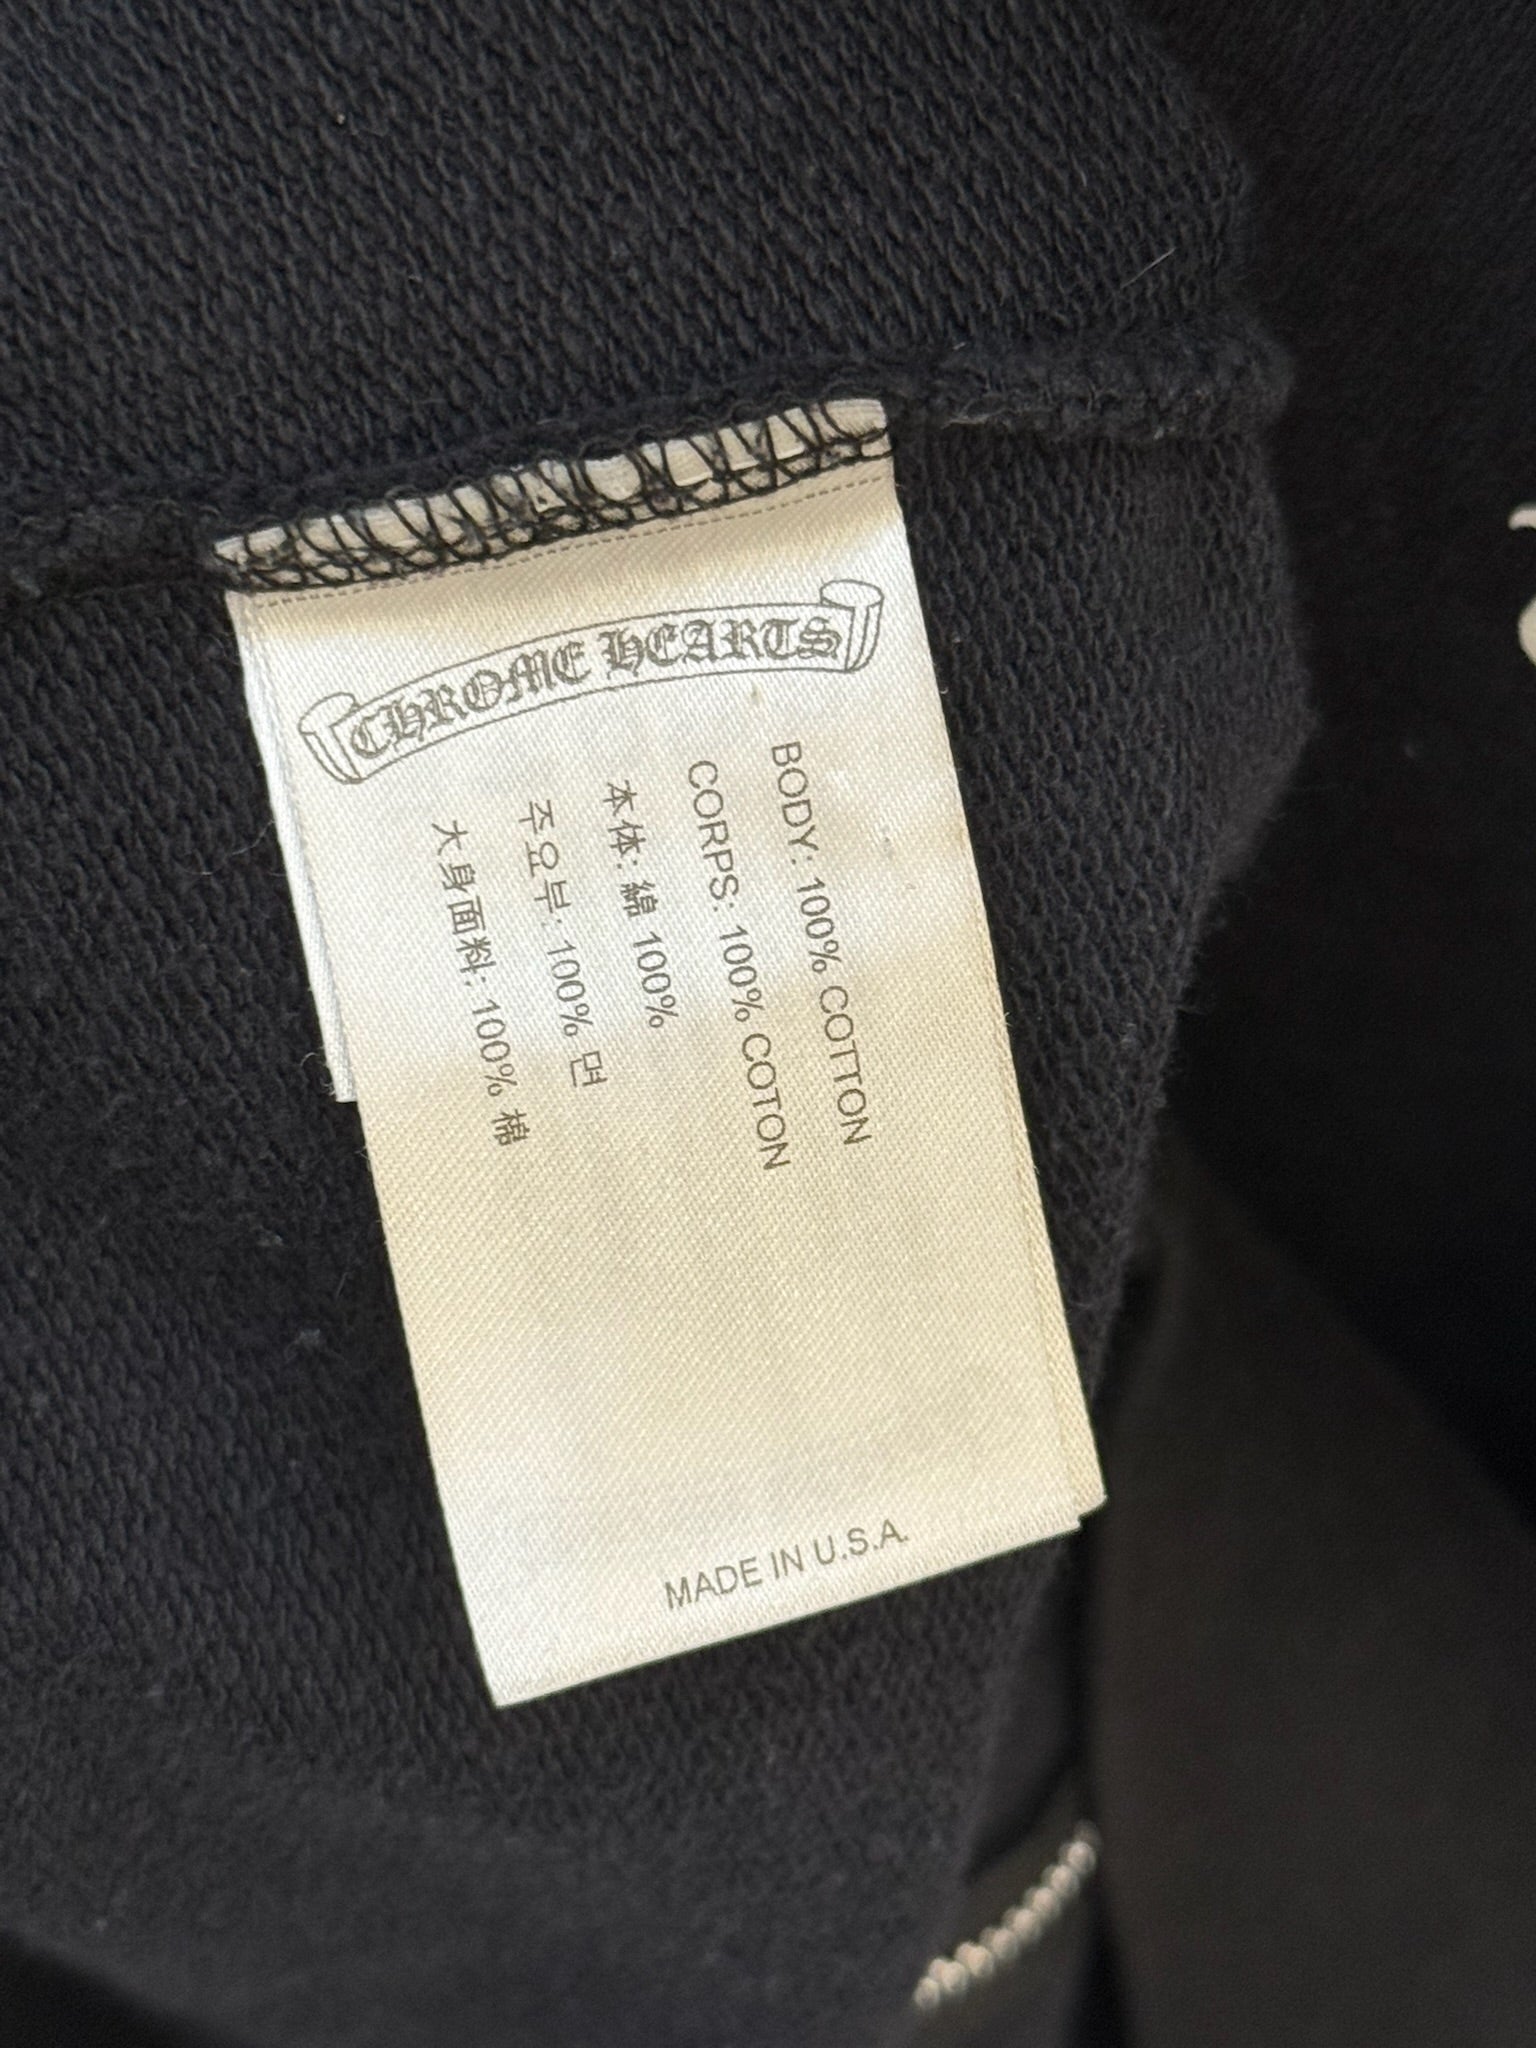 CHROME HEARTS
BODY: 100% COTTON
CORPS: 100% COTON
本体: 綿 100%
주요부: 100% 면
大身面料: 100% 棉
MADE IN U.S.A.